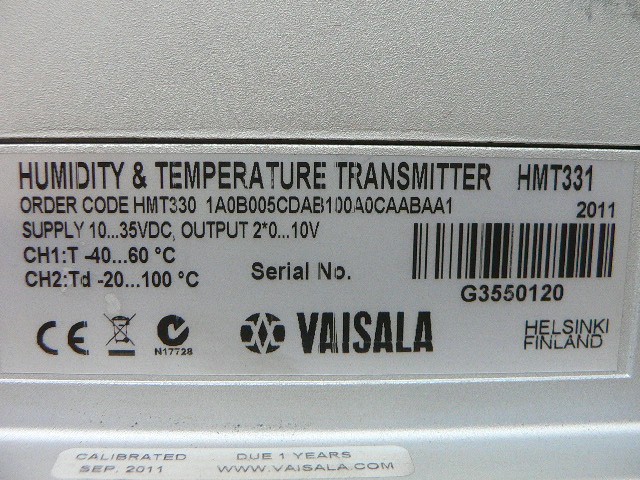 HUMIDITY & TEMPERATURE TRANSMITTER HMT331
ORDER CODE HMT330 1A0B005CDAB100A0CAABAA1 2011
SUPPLY 10...35VDC, OUTPUT 2*0...10V
CH1:T -40...60 °C
CH2:Td -20...100 °C Serial No.
G3550120
CE N17728 VAISALA HELSINKI
FINLAND
CALIBRATED DUE 1 YEARS
SEP. 2011 WWW.VAISALA.COM